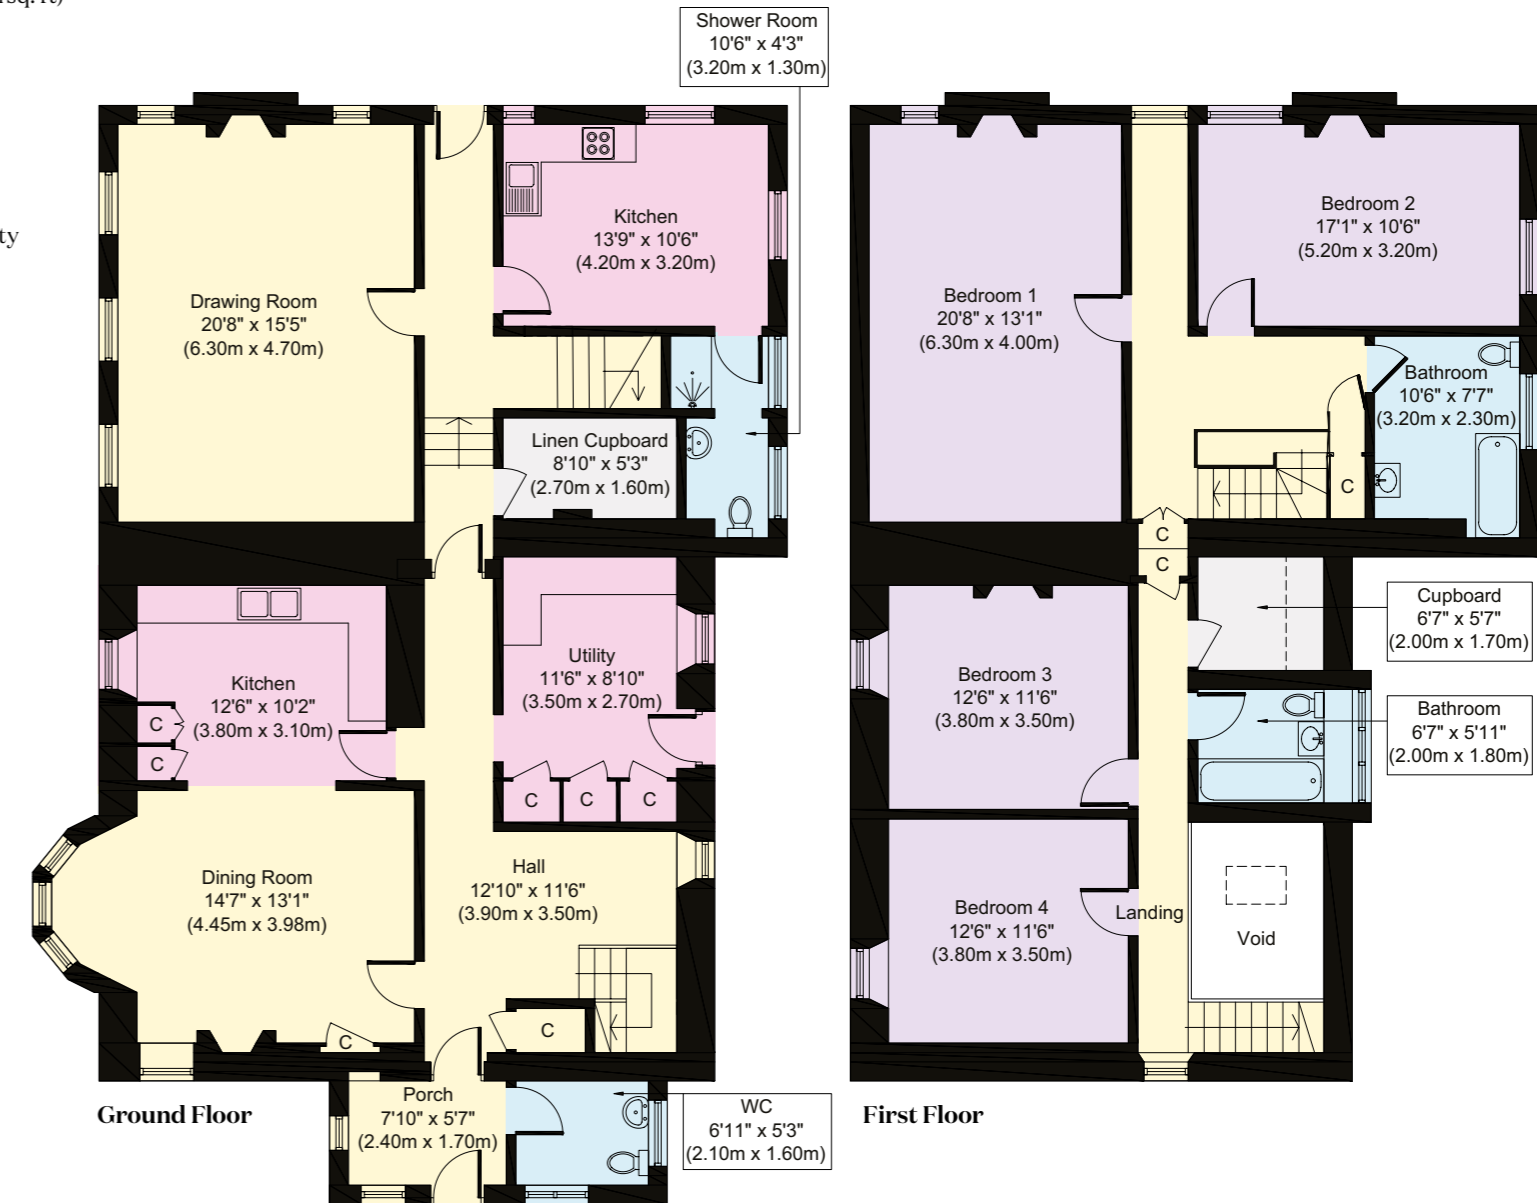 Shower Room
10'6" x 4'3"
(3.20m x 1.30m)
Kitchen
13'9" x 10'6"
(4.20m x 3.20m)
Drawing Room
20'8" x 15'5"
(6.30m x 4.70m)
Linen Cupboard
8'10" x 5'3"
(2.70m x 1.60m)
Kitchen
12'6" x 10'2"
(3.80m x 3.10m)
C
C
Utility
11'6" x 8'10"
(3.50m x 2.70m)
C
C
C
Dining Room
14'7" x 13'1"
(4.45m x 3.98m)
C
Hall
12'10" x 11'6"
(3.90m x 3.50m)
C
Porch
7'10" x 5'7"
(2.40m x 1.70m)
WC
6'11" x 5'3"
(2.10m x 1.60m)
Ground Floor
Bedroom 1
20'8" x 13'1"
(6.30m x 4.00m)
Bedroom 2
17'1" x 10'6"
(5.20m x 3.20m)
Bathroom
10'6" x 7'7"
(3.20m x 2.30m)
C
C
C
Cupboard
6'7" x 5'7"
(2.00m x 1.70m)
Bedroom 3
12'6" x 11'6"
(3.80m x 3.50m)
Bathroom
6'7" x 5'11"
(2.00m x 1.80m)
Bedroom 4
12'6" x 11'6"
(3.80m x 3.50m)
Landing
Void
First Floor